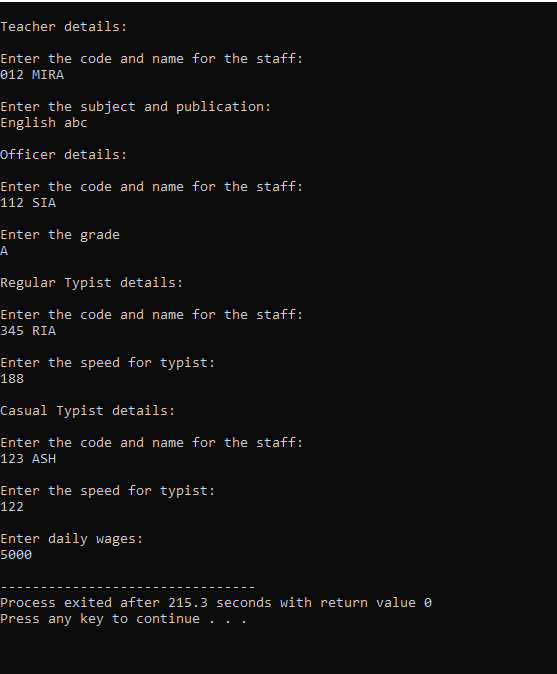 Teacher details:
Enter the code and name for the staff:
012 MIRA
Enter the subject and publication:
English abc
Officer details:
Enter the code and name for the staff:
112 SIA
Enter the grade
A
Regular Typist details:
Enter the code and name for the staff:
345 RIA
Enter the speed for typist:
188
Casual Typist details:
Enter the code and name for the staff:
123 ASH
Enter the speed for typist:
122
Enter daily wages:
5000
--------------------------------
Process exited after 215.3 seconds with return value 0
Press any key to continue . . .